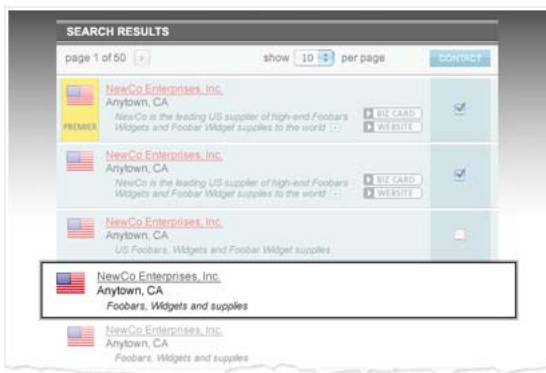 SEARCH RESULTS
page 1 of 50 show 10 per page CONTACT
NewCo Enterprises, Inc.
Anytown, CA
NewCo is the leading US supplier of high-end Foobars
Widgets and Foobar Widget supplies to the world
PREMIER
BIZ CARD
WEBSITE
NewCo Enterprises, Inc.
Anytown, CA
NewCo is the leading US supplier of high-end Foobars
Widgets and Foobar Widget supplies to the world
BIZ CARD
WEBSITE
NewCo Enterprises, Inc.
Anytown, CA
US Foobars, Widgets and Foobar Widget supplies
NewCo Enterprises, Inc.
Anytown, CA
Foobars, Widgets and supplies
NewCo Enterprises, Inc.
Anytown, CA
Foobars, Widgets and supplies